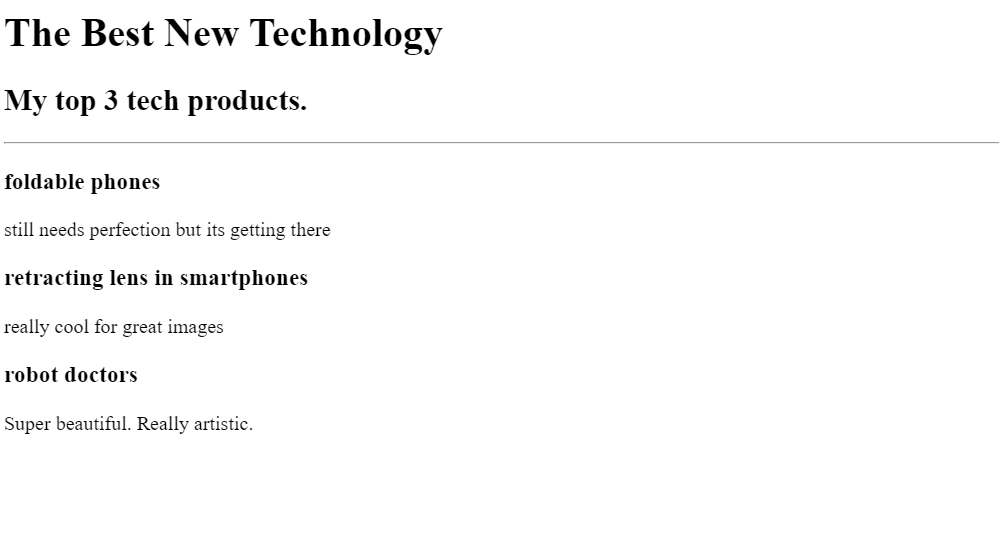 The Best New Technology
My top 3 tech products.
foldable phones
still needs perfection but its getting there
retracting lens in smartphones
really cool for great images
robot doctors
Super beautiful. Really artistic.